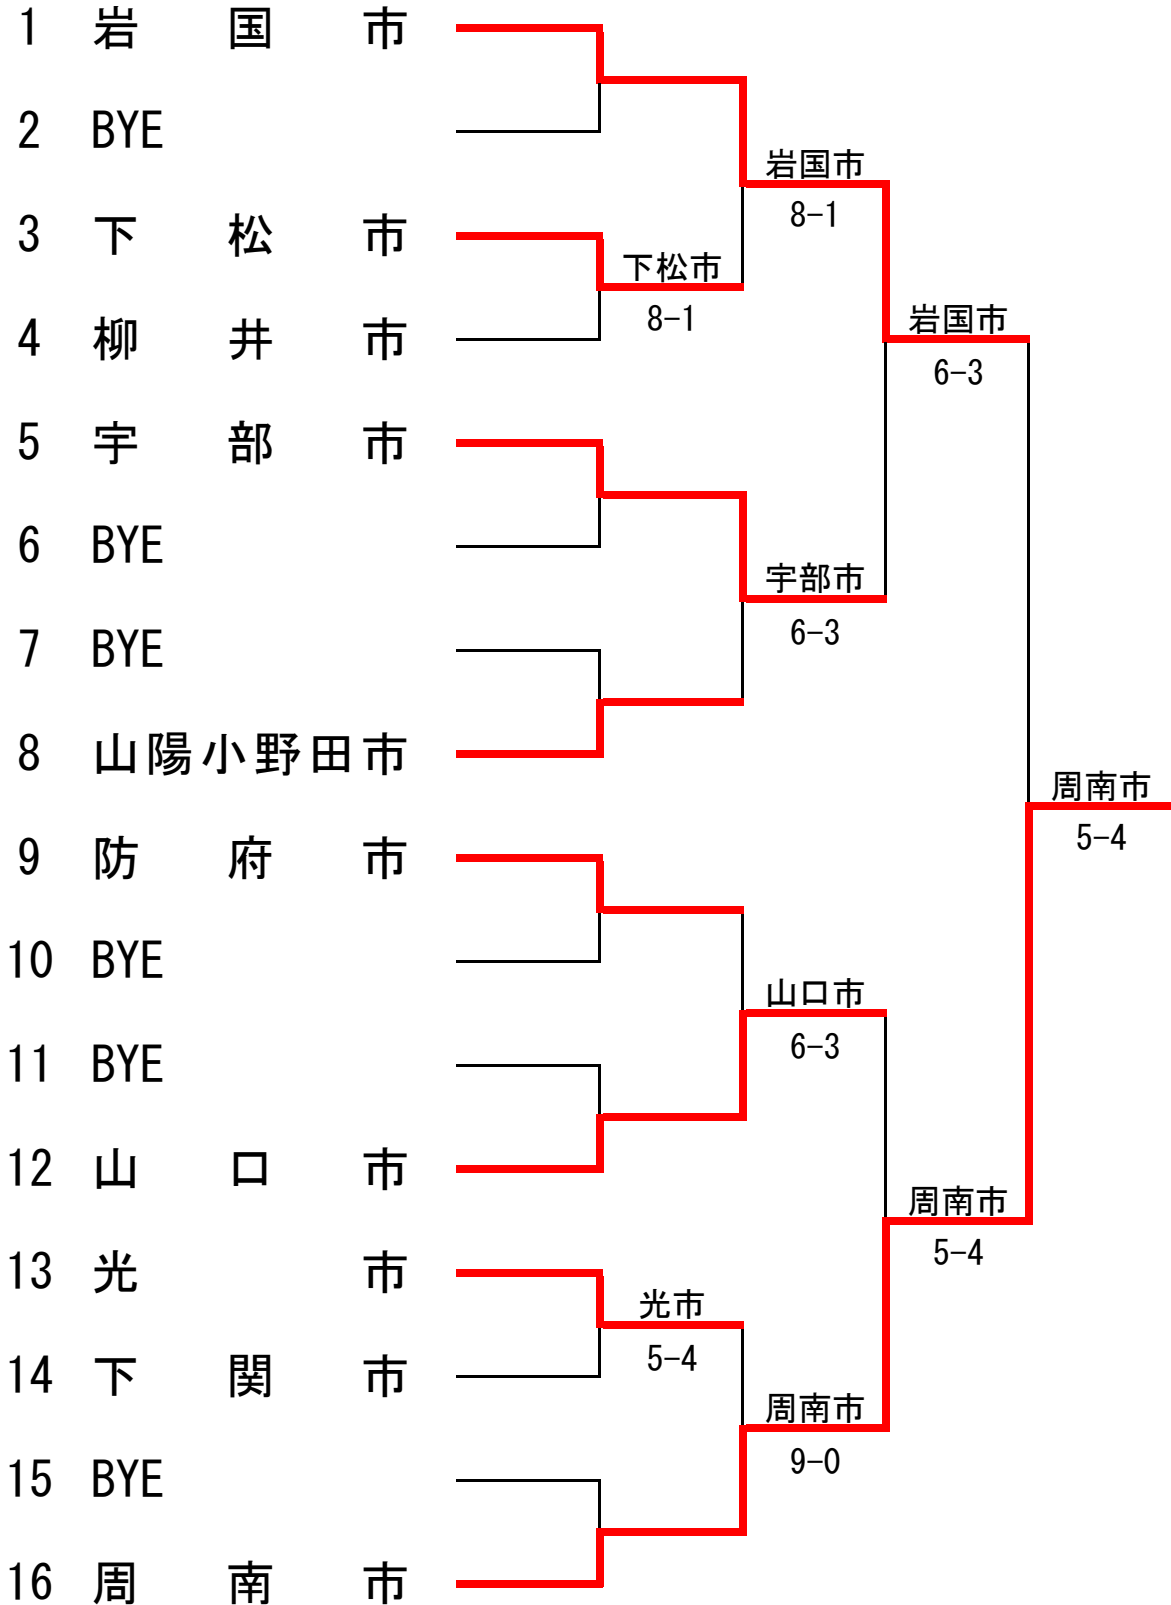 1 岩国市
2 BYE
岩国市
8-1
3 下松市
下松市
8-1
岩国市
6-3
4 柳井市
5 宇部市
6 BYE
宇部市
6-3
7 BYE
8 山陽小野田市
周南市
5-4
9 防府市
10 BYE
山口市
6-3
11 BYE
12 山口市
周南市
5-4
13 光市
光市
5-4
14 下関市
周南市
9-0
15 BYE
16 周南市